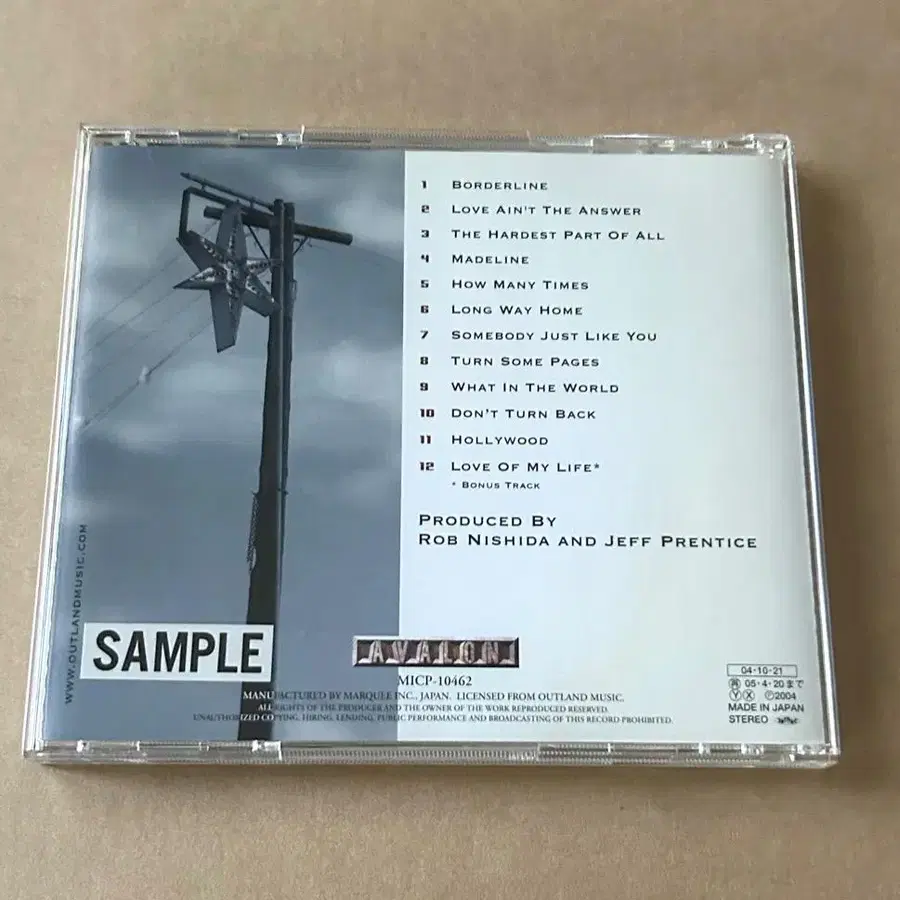 1 BORDERLINE
2 LOVE AIN'T THE ANSWER
3 THE HARDEST PART OF ALL
4 MADELINE
5 HOW MANY TIMES
6 LONG WAY HOME
7 SOMEBODY JUST LIKE YOU
8 TURN SOME PAGES
9 WHAT IN THE WORLD
10 DON'T TURN BACK
11 HOLLYWOOD
12 LOVE OF MY LIFE*
* BONUS TRACK
PRODUCED BY
ROB NISHIDA AND JEFF PRENTICE
WWW.OUTLANDMUSIC.COM
SAMPLE
AVALON
MICP-10462
MANUFACTURED BY MARQUEE INC., JAPAN. LICENSED FROM OUTLAND MUSIC.
ALL RIGHTS OF THE PRODUCER AND THE OWNER OF THE WORK REPRODUCED RESERVED.
UNAUTHORIZED COPYING, HIRING, LENDING, PUBLIC PERFORMANCE AND BROADCASTING OF THIS RECORD PROHIBITED.
04·10·21
再 05·4·20まで
Ⓨ Ⓧ Ⓟ2004
MADE IN JAPAN
STEREO